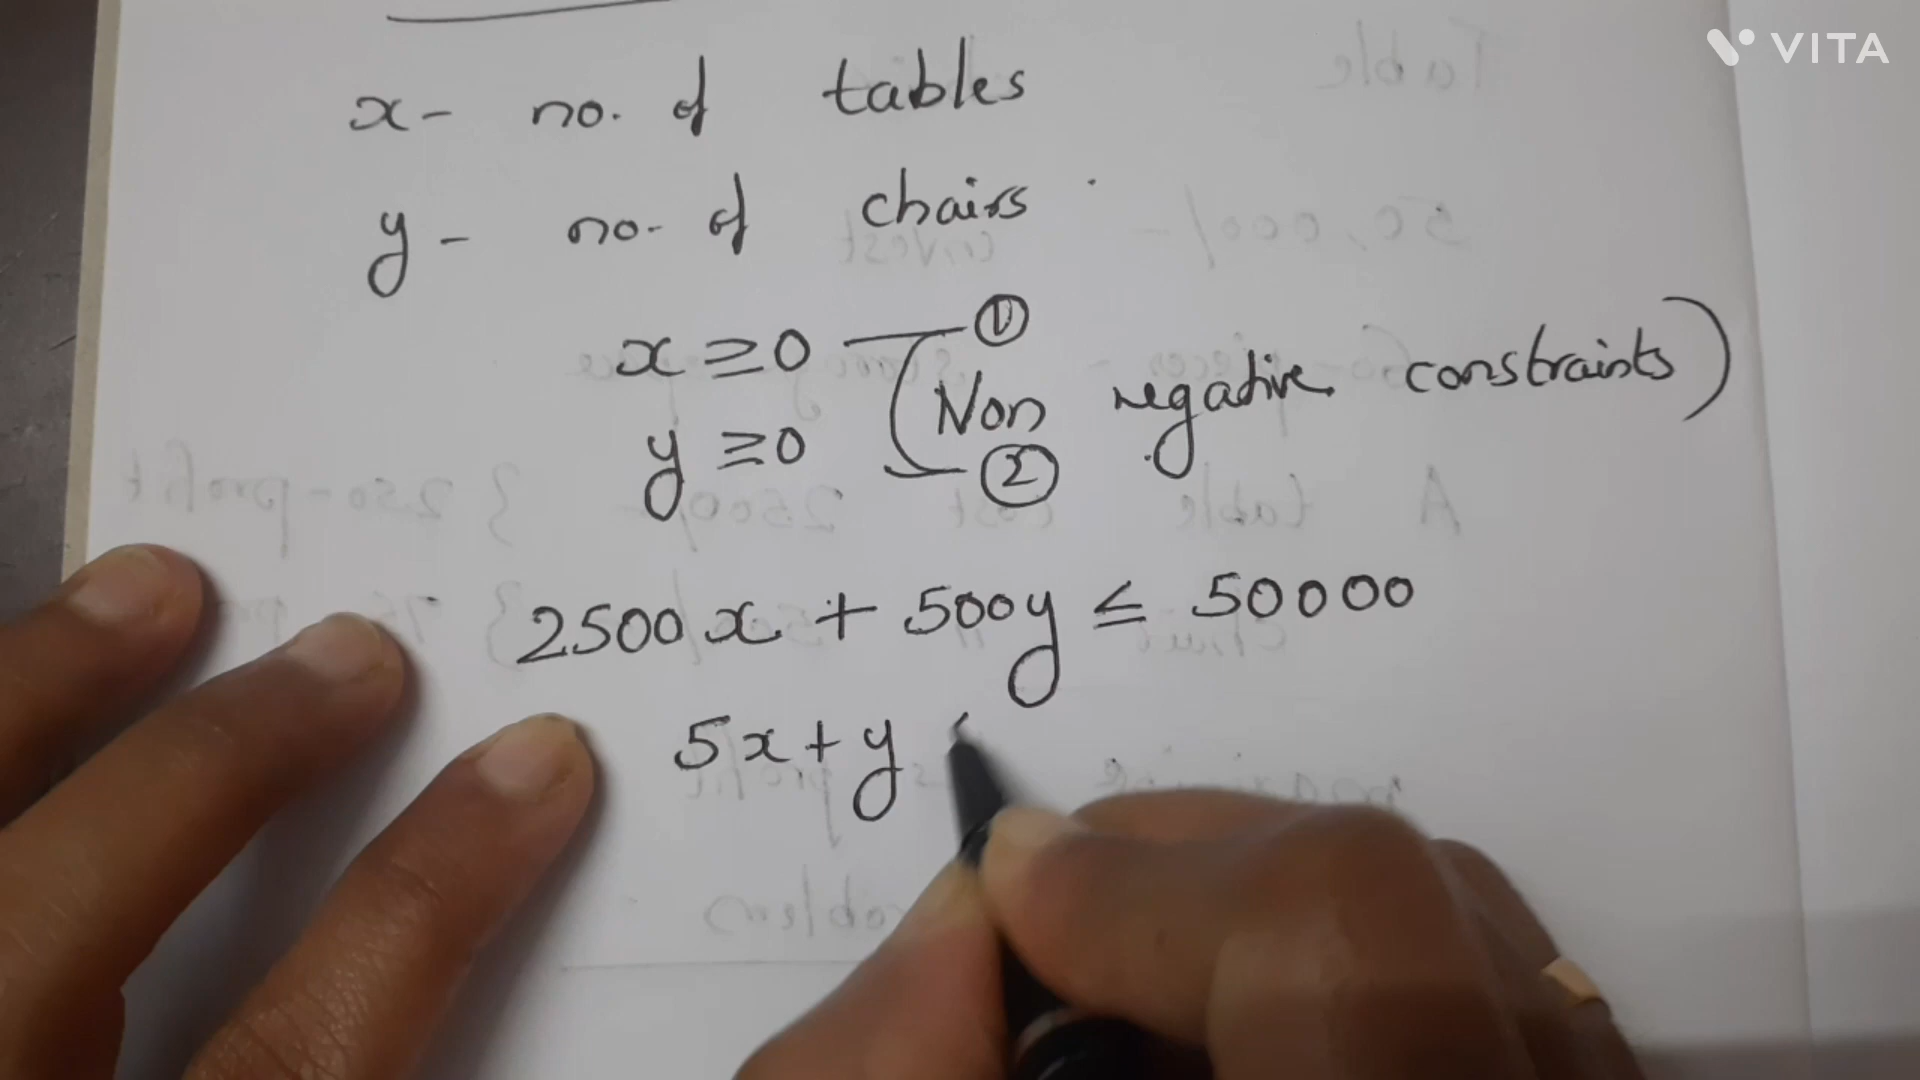 VITA
x - no. of tables
y - no. of chairs
x ≥ 0 — ①
(Non negative constraints)
y ≥ 0 — ②
2500x + 500y ≤ 50000
5x + y